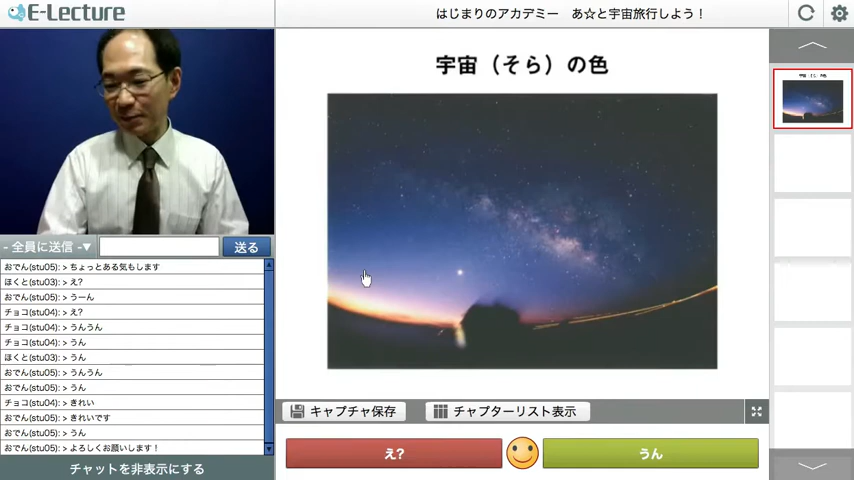 E-Lecture
はじまりのアカデミー　あ☆と宇宙旅行しよう！
宇宙（そら）の色
- 全員に送信 -▼
送る
おでん(stu05): > ちょっとある気もします
ほくと(stu03): > え?
おでん(stu05): > うーん
チョコ(stu04): > え?
チョコ(stu04): > うんうん
チョコ(stu04): > うん
ほくと(stu03): > うん
おでん(stu05): > うんうん
おでん(stu05): > うん
チョコ(stu04): > きれい
おでん(stu05): > きれいです
おでん(stu05): > うん
おでん(stu05): > よろしくお願いします！
チャットを非表示にする
キャプチャ保存
チャプターリスト表示
え?
うん